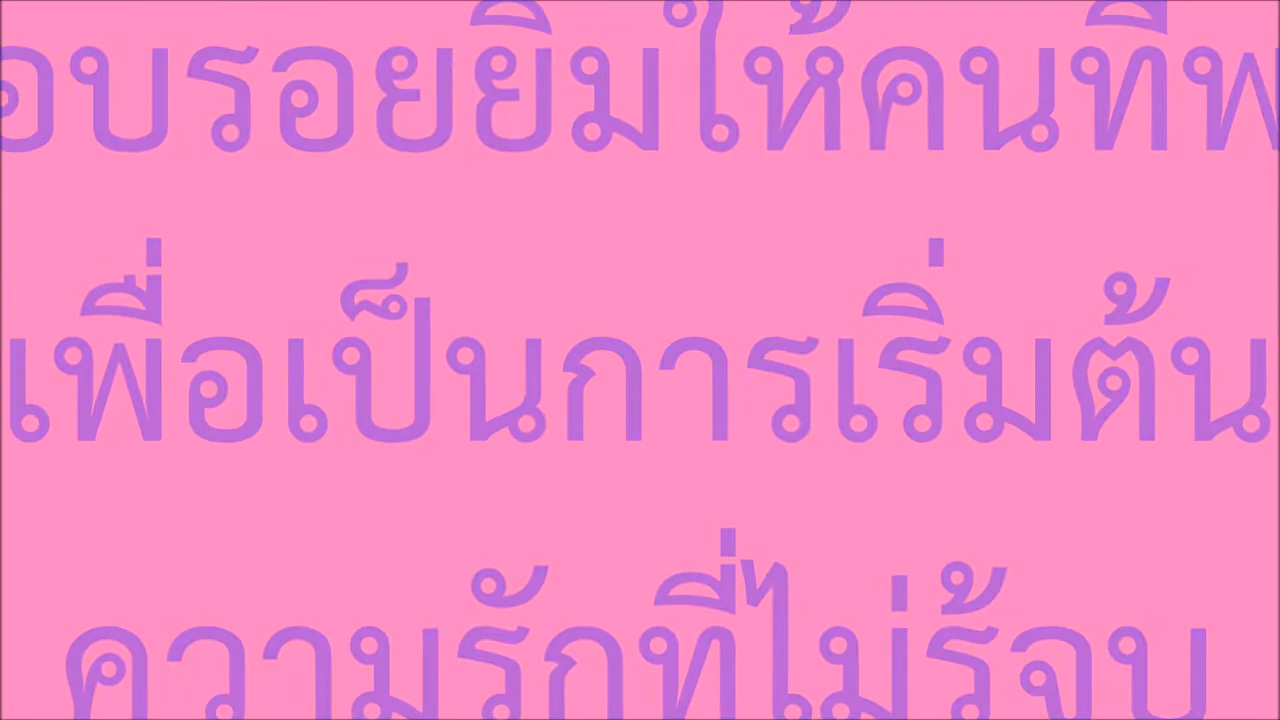 อบรอยยิ้มให้คนที่พ
เพื่อเป็นการเริ่มต้น
ความรักที่ไม่รู้จบ